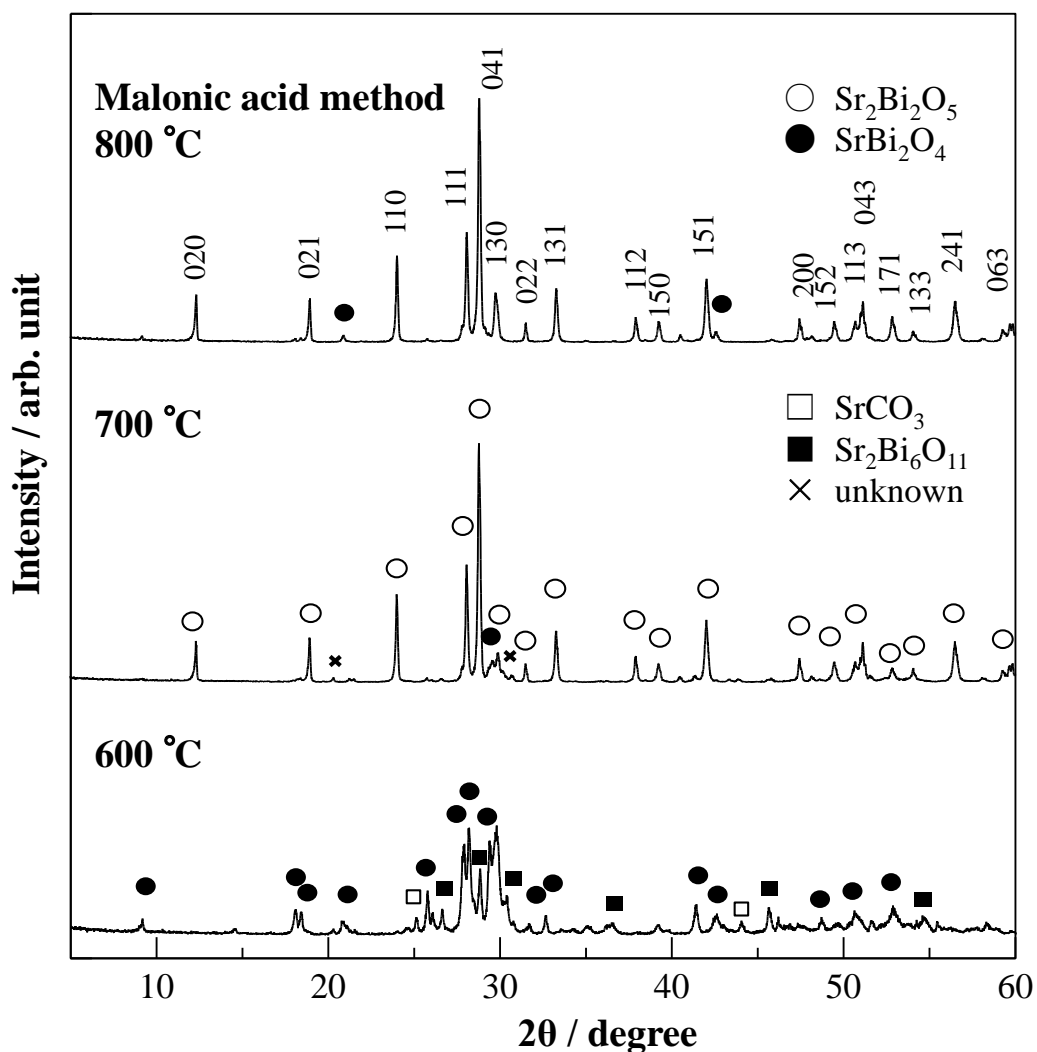 Malonic acid method
800 °C
○ Sr₂Bi₂O₅
● SrBi₂O₄
020
021
110
111
041
130
022
131
112
150
151
200
152
113
043
171
133
241
063
700 °C
□ SrCO₃
■ Sr₂Bi₆O₁₁
× unknown
600 °C
Intensity / arb. unit
10 20 30 40 50 60
2θ / degree